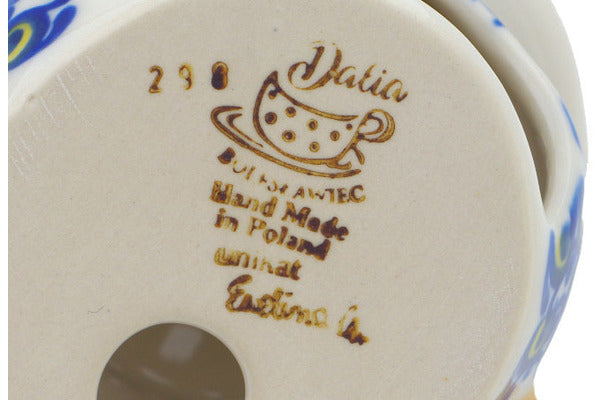 298
Dalia
BOLESŁAWIEC
Hand Made
in Poland
unikat